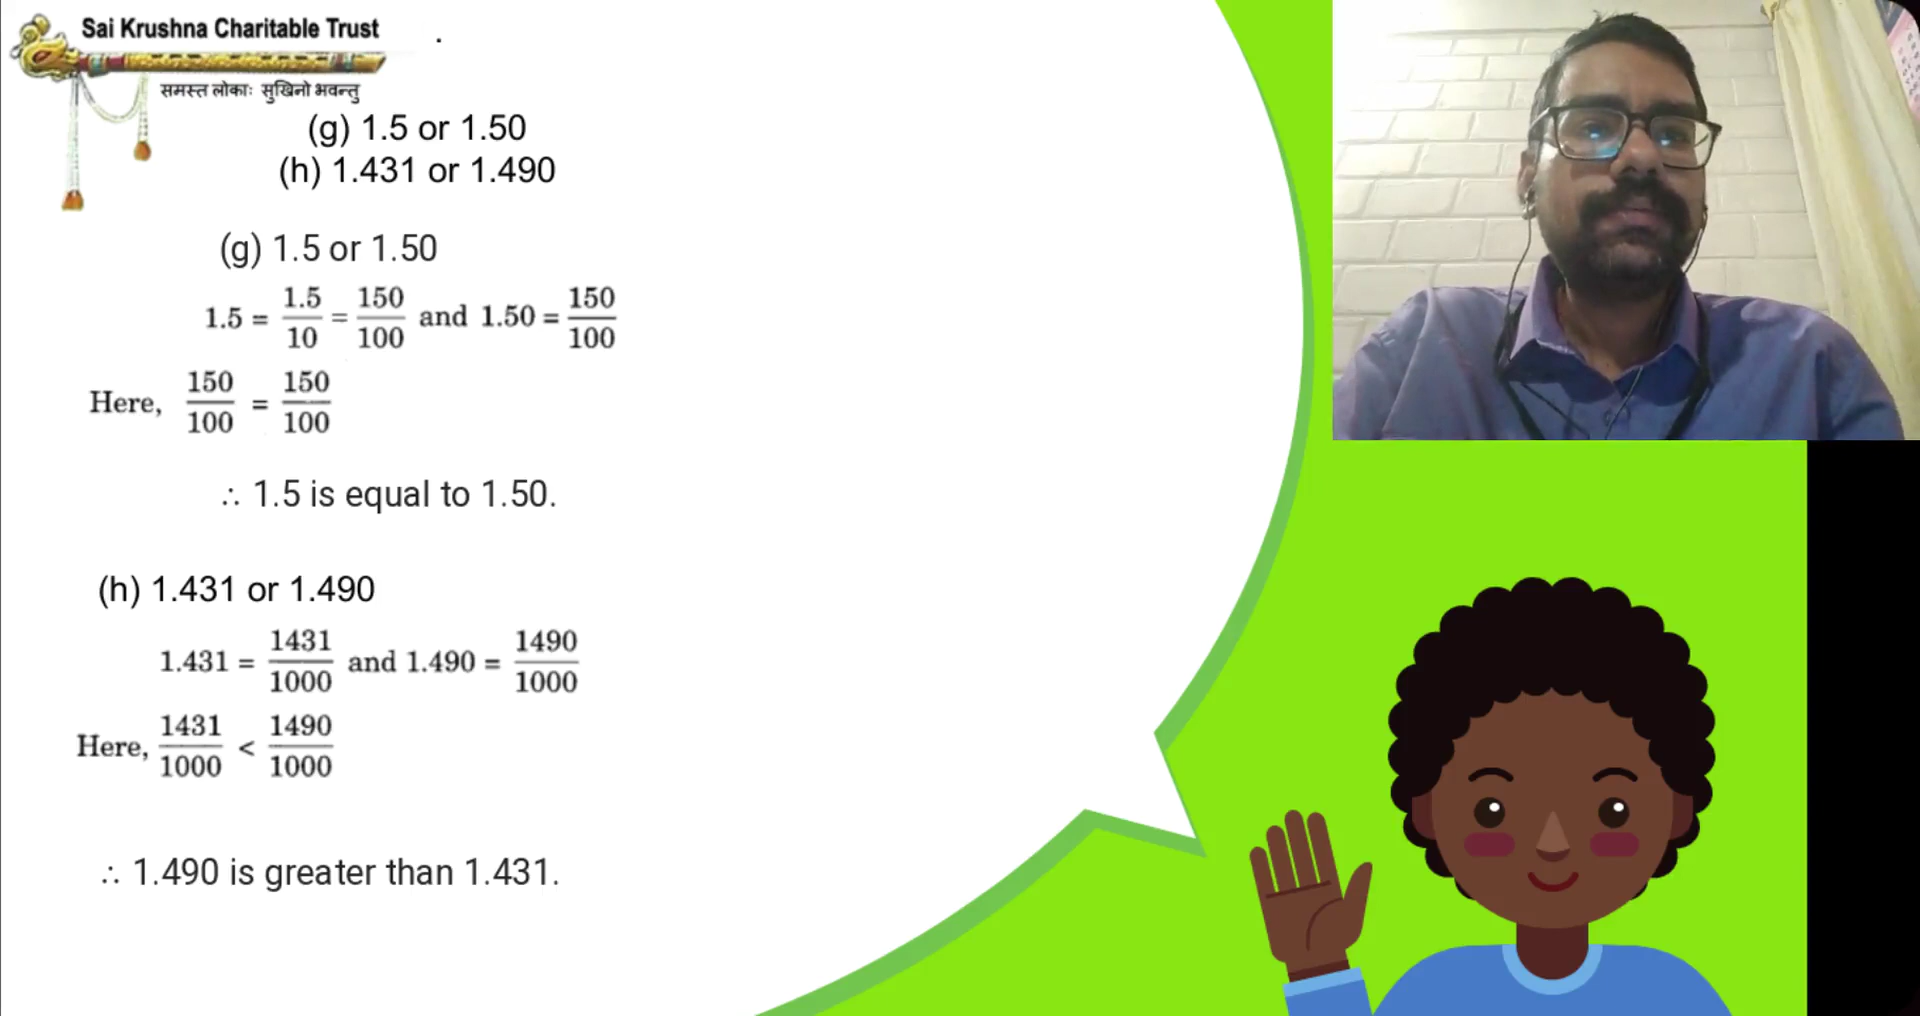 Sai Krushna Charitable Trust
.
समस्त लोकाः सुखिनो भवन्तु
(g) 1.5 or 1.50
(h) 1.431 or 1.490
(g) 1.5 or 1.50
1.5 = 1.5/10 = 150/100 and 1.50 = 150/100
Here, 150/100 = 150/100
∴ 1.5 is equal to 1.50.
(h) 1.431 or 1.490
1.431 = 1431/1000 and 1.490 = 1490/1000
Here, 1431/1000 < 1490/1000
∴ 1.490 is greater than 1.431.